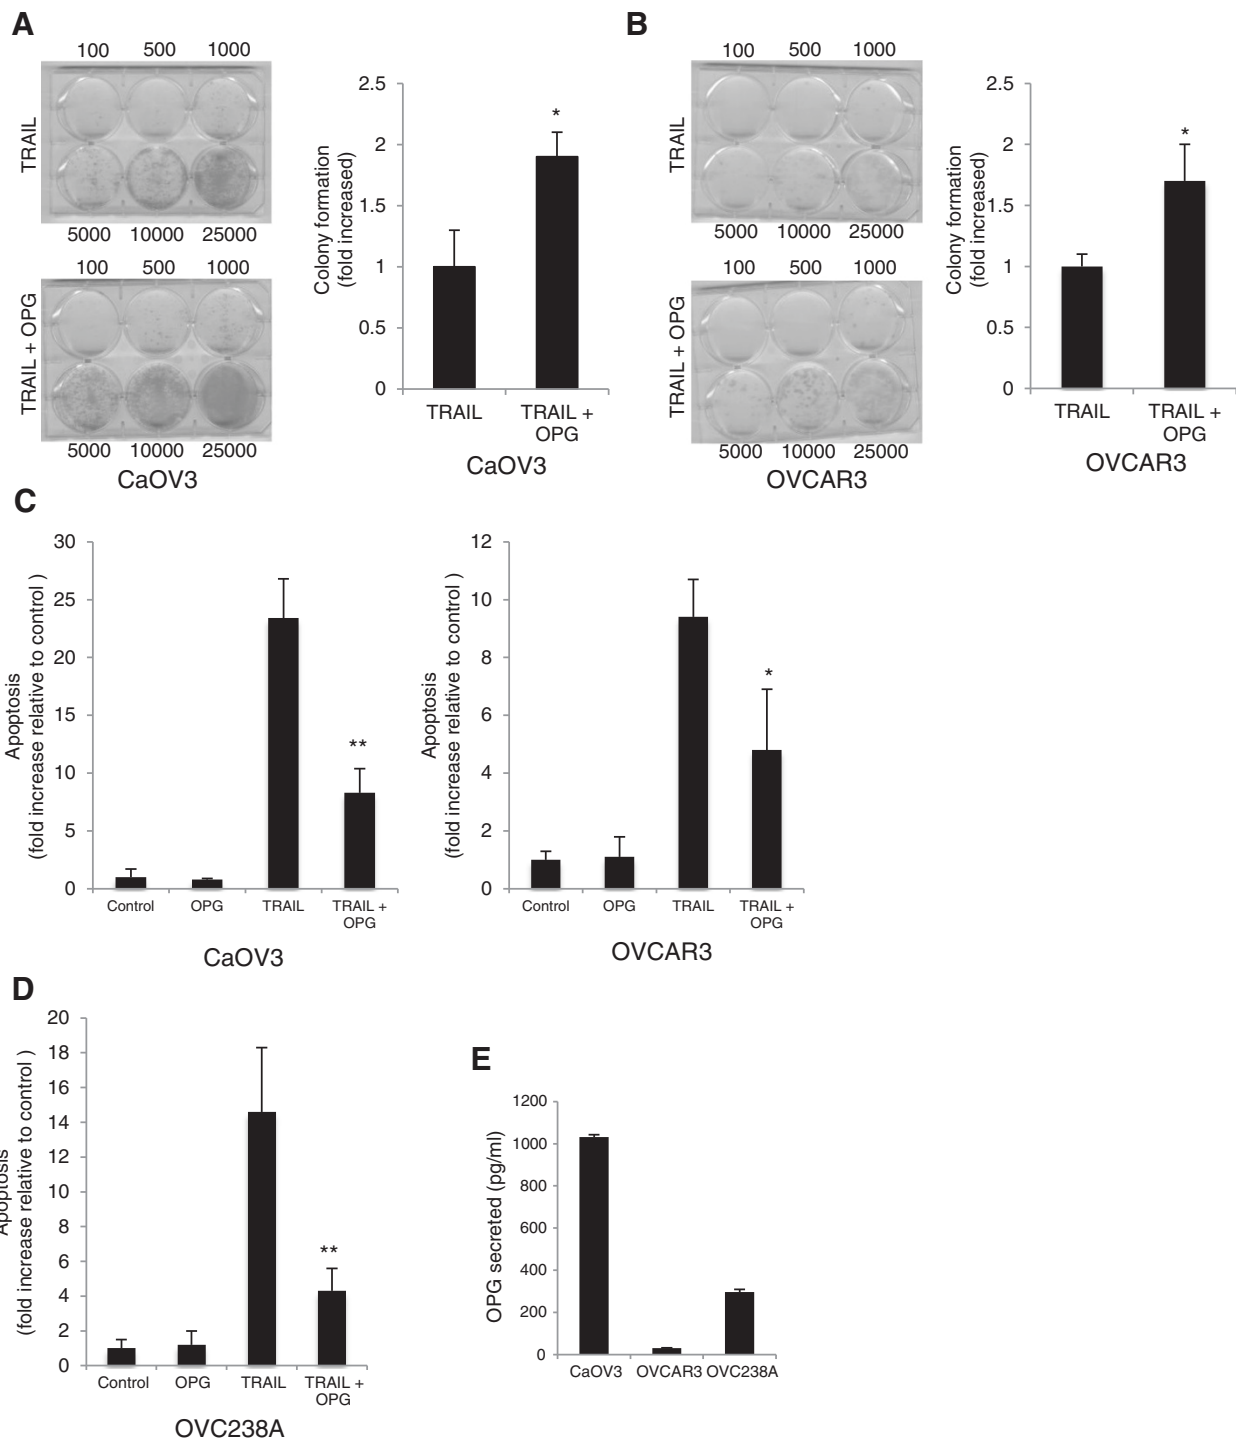 A
100 500 1000
TRAIL
5000 10000 25000
100 500 1000
TRAIL + OPG
5000 10000 25000
CaOV3
Colony formation
(fold increased)
2.5
2
1.5
1
0.5
0
*
TRAIL
TRAIL +
OPG
CaOV3
B
100 500 1000
TRAIL
5000 10000 25000
100 500 1000
TRAIL + OPG
5000 10000 25000
OVCAR3
Colony formation
(fold increased)
2.5
2
1.5
1
0.5
0
*
TRAIL
TRAIL +
OPG
OVCAR3
C
Apoptosis
(fold increase relative to control )
30
25
20
15
10
5
0
**
Control
OPG
TRAIL
TRAIL +
OPG
CaOV3
Apoptosis
(fold increase relative to control )
12
10
8
6
4
2
0
*
Control
OPG
TRAIL
TRAIL +
OPG
OVCAR3
D
Apoptosis
(fold increase relative to control )
20
18
16
14
12
10
8
6
4
2
0
**
Control
OPG
TRAIL
TRAIL +
OPG
OVC238A
E
OPG secreted (pg/ml)
1200
1000
800
600
400
200
0
CaOV3 OVCAR3 OVC238A